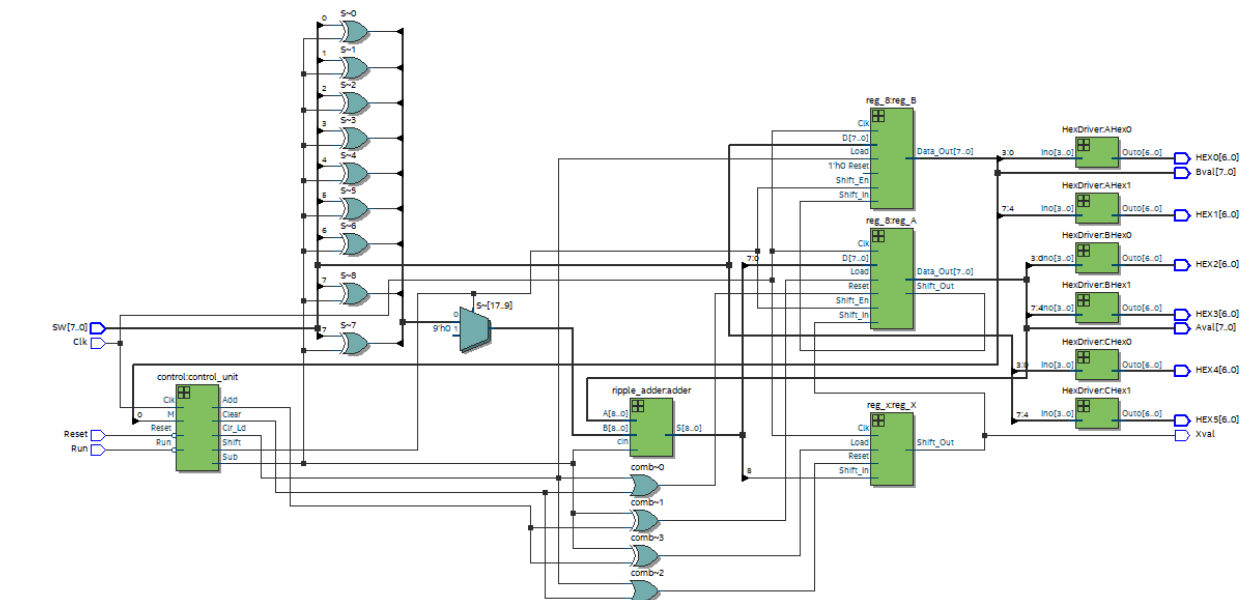 S~0
0
S~1
1
S~2
2
S~3
3
S~4
4
S~5
5
S~6
6
S~8
7
S~7
7
SW[7..0]
Clk
S~[17..9]
0
9'h0 1
control:control_unit
Clk
M
Reset
Run
Add
Clear
Clr_Ld
Shift
Sub
0
Reset
Run
ripple_adder:adder
A[8..0]
B[8..0]
cin
S[8..0]
comb~0
comb~1
comb~3
comb~2
reg_8:reg_B
Clk
D[7..0]
Load
1'h0 Reset
Shift_En
Shift_In
Data_Out[7..0]
reg_8:reg_A
Clk
7:0
D[7..0]
Load
Reset
Shift_En
Shift_In
Data_Out[7..0]
Shift_Out
reg_x:reg_X
Clk
Load
Reset
8
Shift_In
Shift_Out
HexDriver:AHex0
3:0
In0[3..0]
Out0[6..0]
HEX0[6..0]
Bval[7..0]
HexDriver:AHex1
7:4
In0[3..0]
Out0[6..0]
HEX1[6..0]
HexDriver:BHex0
3:0
In0[3..0]
Out0[6..0]
HEX2[6..0]
HexDriver:BHex1
7:4
In0[3..0]
Out0[6..0]
HEX3[6..0]
Aval[7..0]
HexDriver:CHex0
3:0
In0[3..0]
Out0[6..0]
HEX4[6..0]
HexDriver:CHex1
7:4
In0[3..0]
Out0[6..0]
HEX5[6..0]
Xval